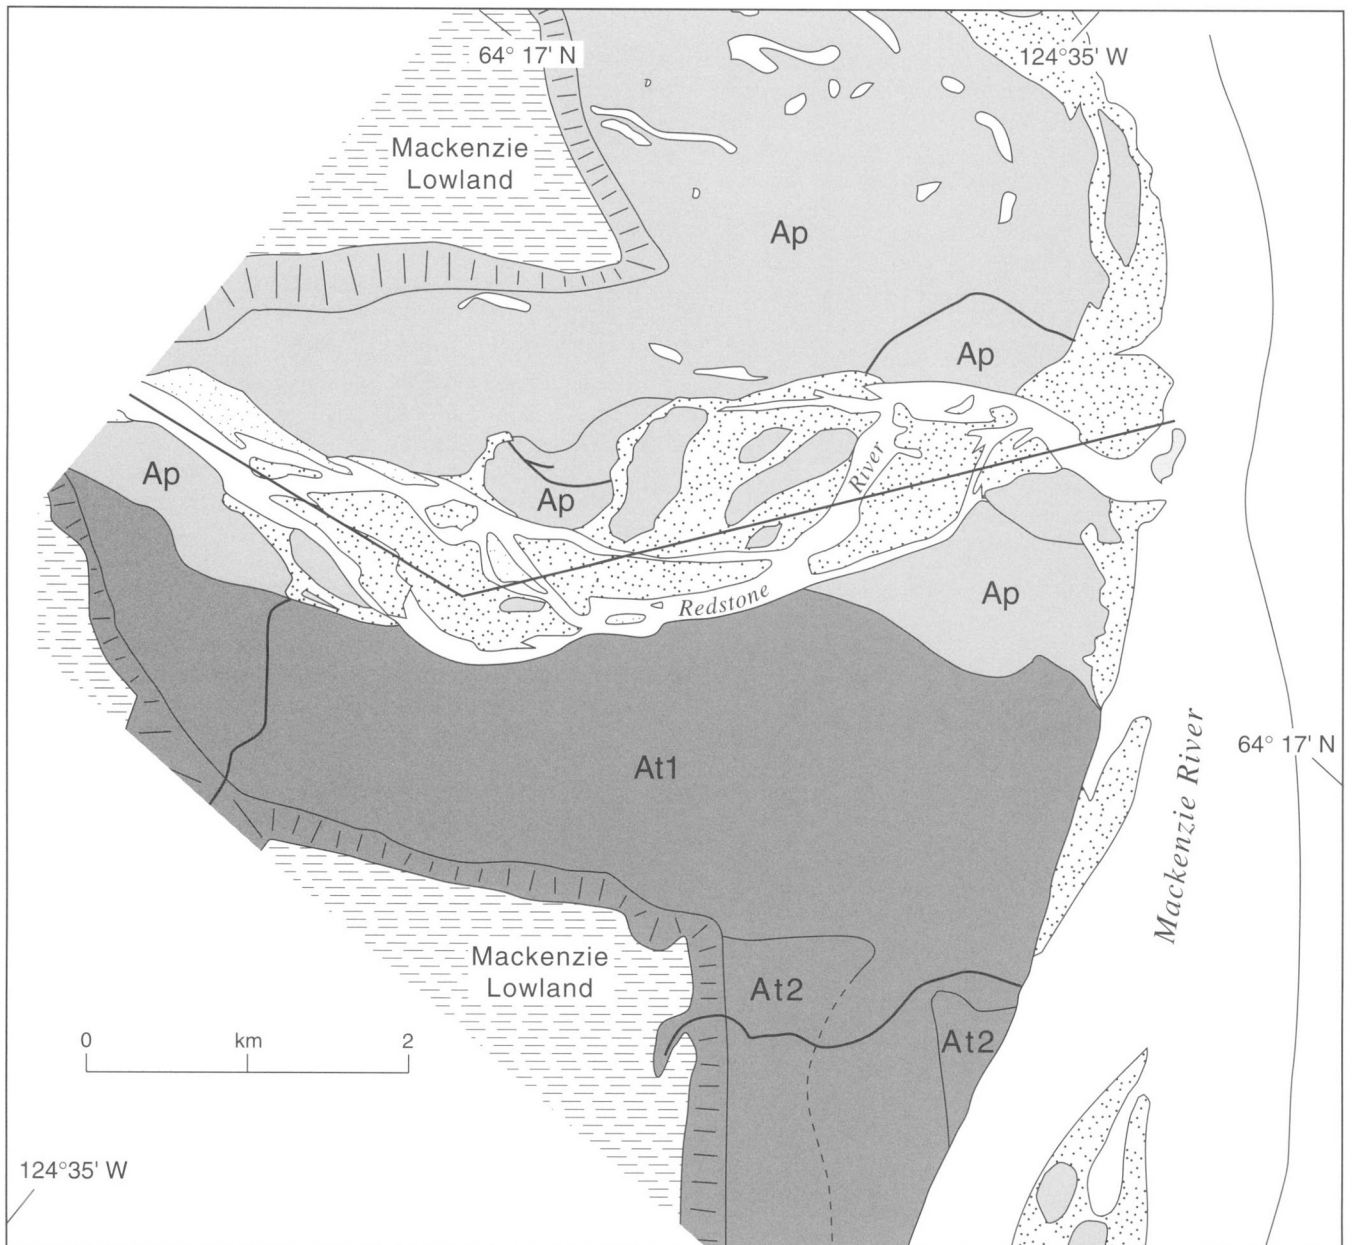 64° 17' N
124°35' W
Mackenzie
Lowland
Ap
Ap
Ap
Ap
River
Redstone
Ap
At1
Mackenzie River
64° 17' N
Mackenzie
Lowland
At2
At2
0 km 2
124°35' W